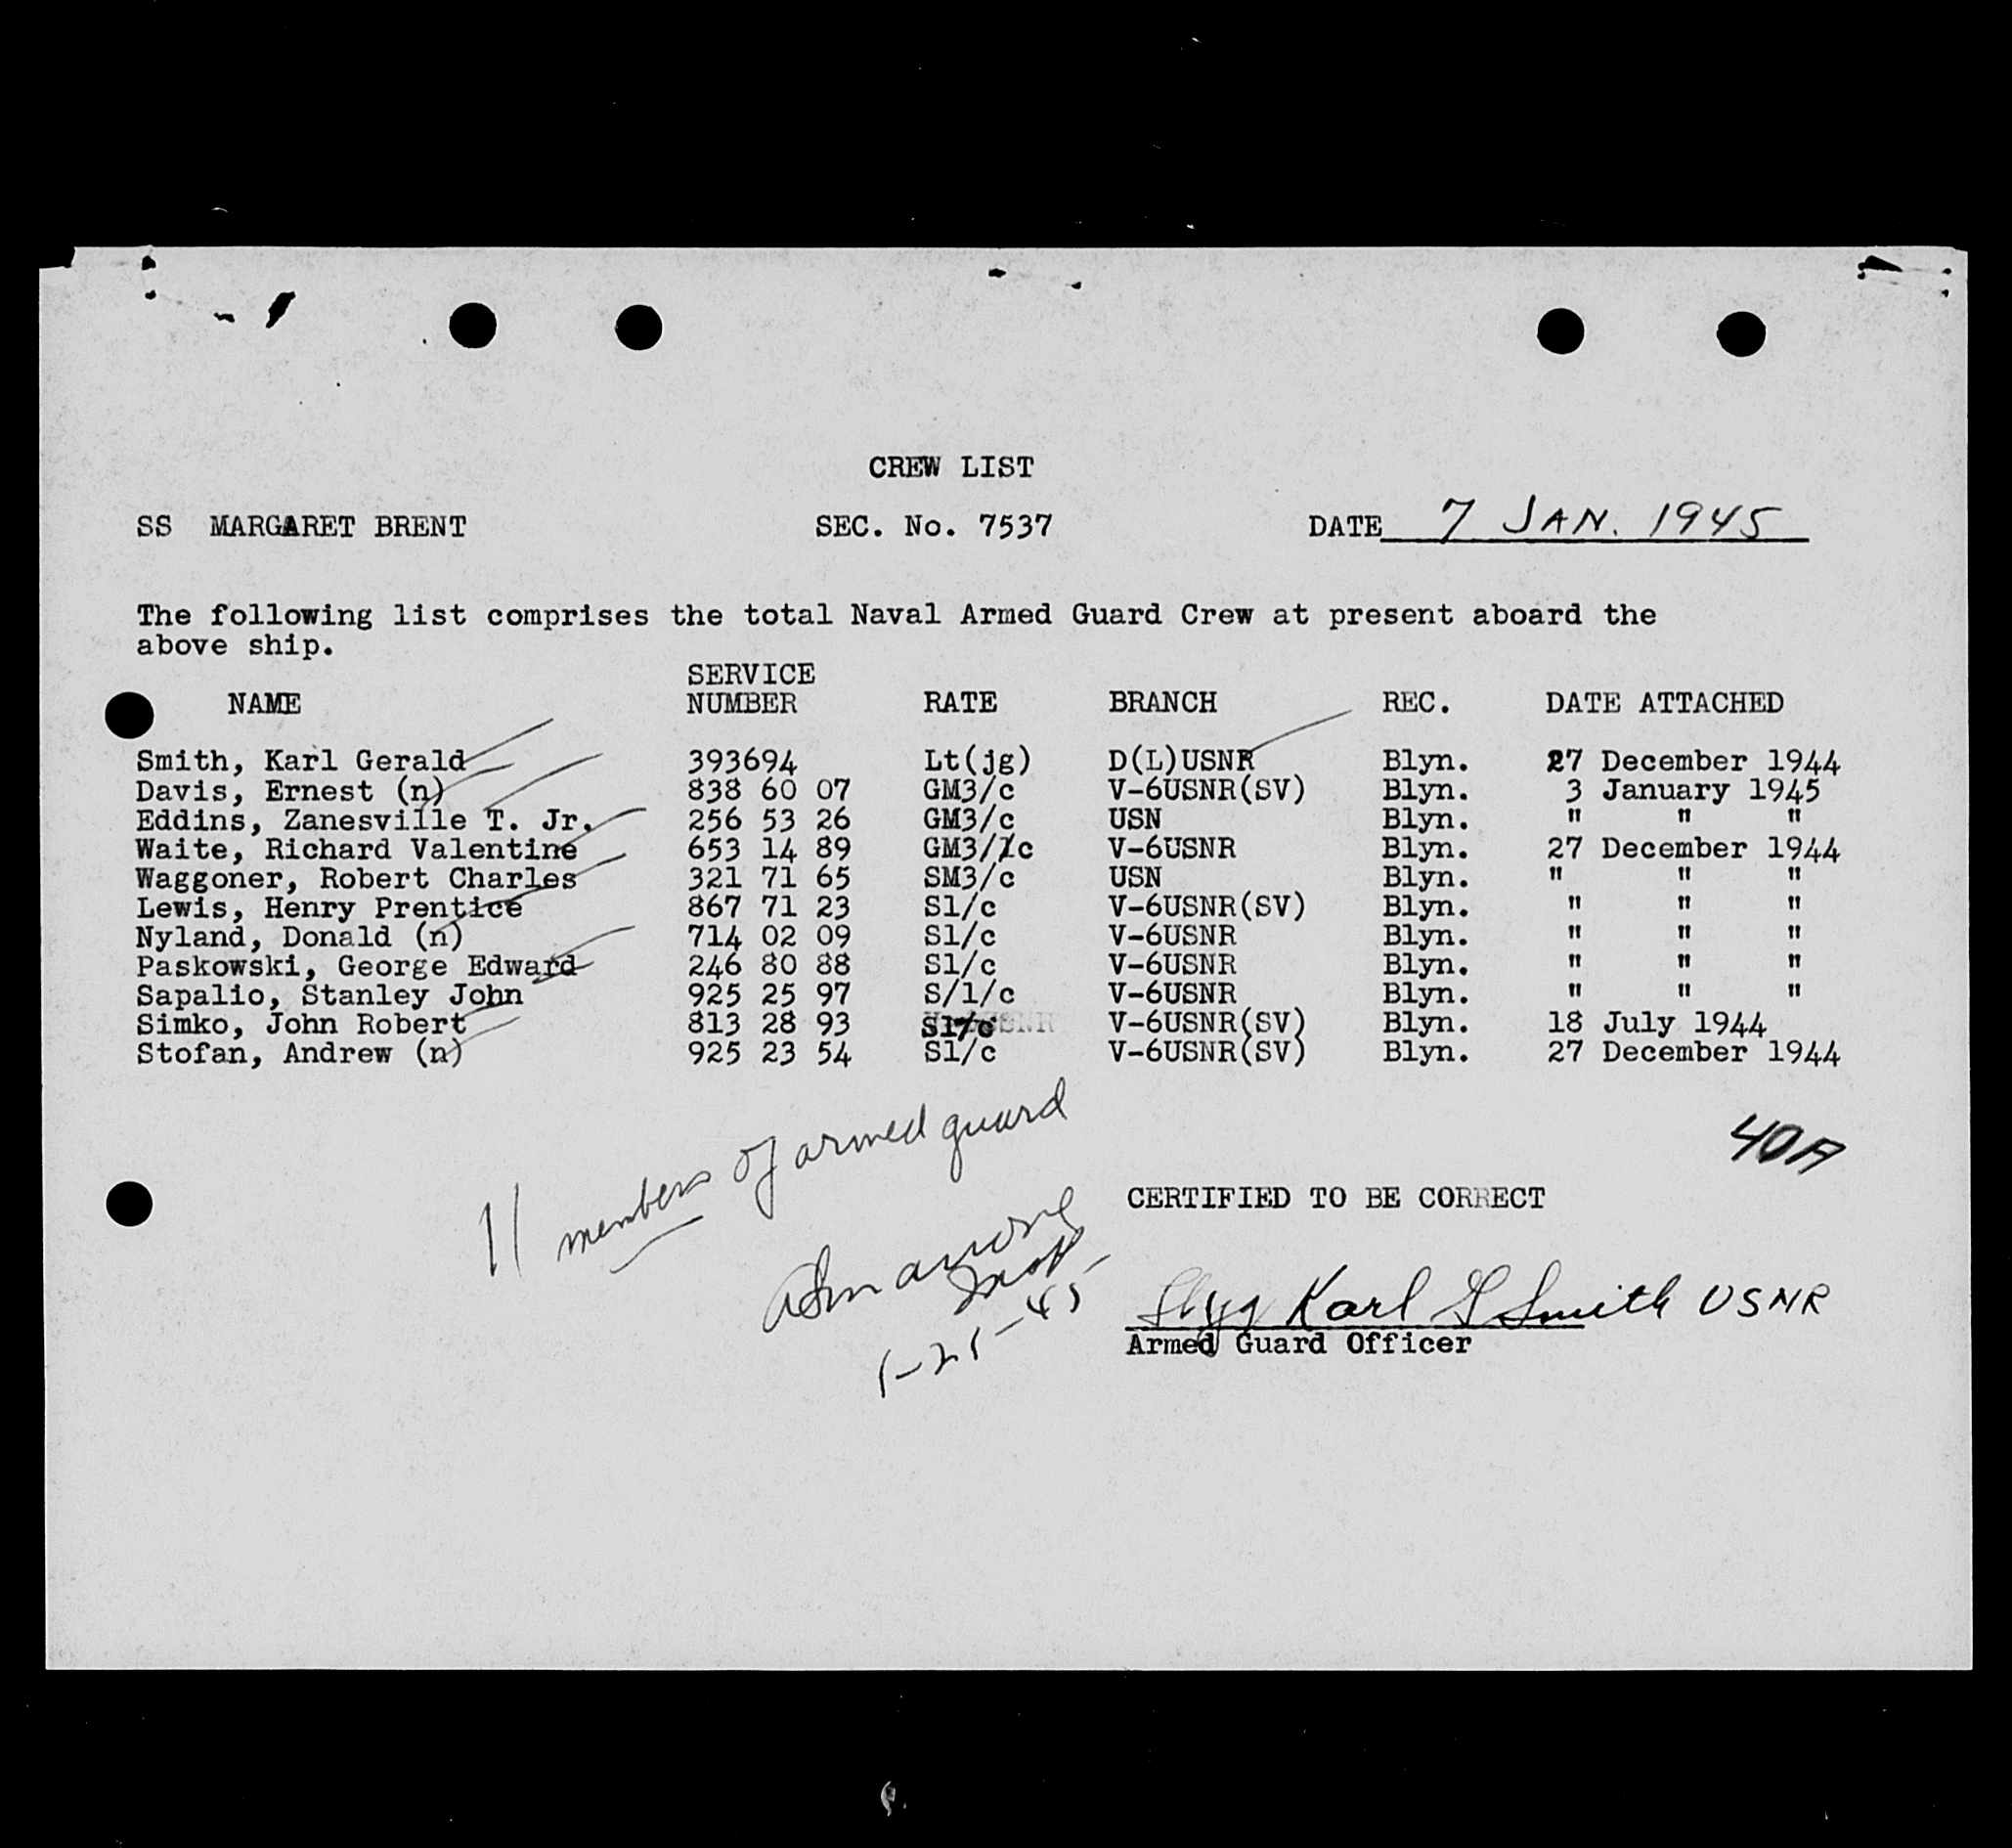 CREW LIST
SS MARGARET BRENT SEC. No. 7537 DATE 7 JAN. 1945
The following list comprises the total Naval Armed Guard Crew at present aboard the
above ship.
SERVICE
NAME NUMBER RATE BRANCH REC. DATE ATTACHED
Smith, Karl Gerald 393694 Lt(jg) D(L)USNR Blyn. 27 December 1944
Davis, Ernest (n) 838 60 07 GM3/c V-6USNR(SV) Blyn. 3 January 1945
Eddins, Zanesville T. Jr. 256 53 26 GM3/c USN Blyn. " " "
Waite, Richard Valentine 653 14 89 GM3/c V-6USNR Blyn. 27 December 1944
Waggoner, Robert Charles 321 71 65 SM3/c USN Blyn. " " "
Lewis, Henry Prentice 867 71 23 S1/c V-6USNR(SV) Blyn. " " "
Nyland, Donald (n) 714 02 09 S1/c V-6USNR Blyn. " " "
Paskowski, George Edward 246 80 88 S1/c V-6USNR Blyn. " " "
Sapalio, Stanley John 925 25 97 S/1/c V-6USNR Blyn. " " "
Simko, John Robert 813 28 93 S1/c V-6USNR(SV) Blyn. 18 July 1944
Stofan, Andrew (n) 925 23 54 S1/c V-6USNR(SV) Blyn. 27 December 1944
11 members of armed guard
40A
CERTIFIED TO BE CORRECT
1-21-45
Karl G Smith USNR
Armed Guard Officer